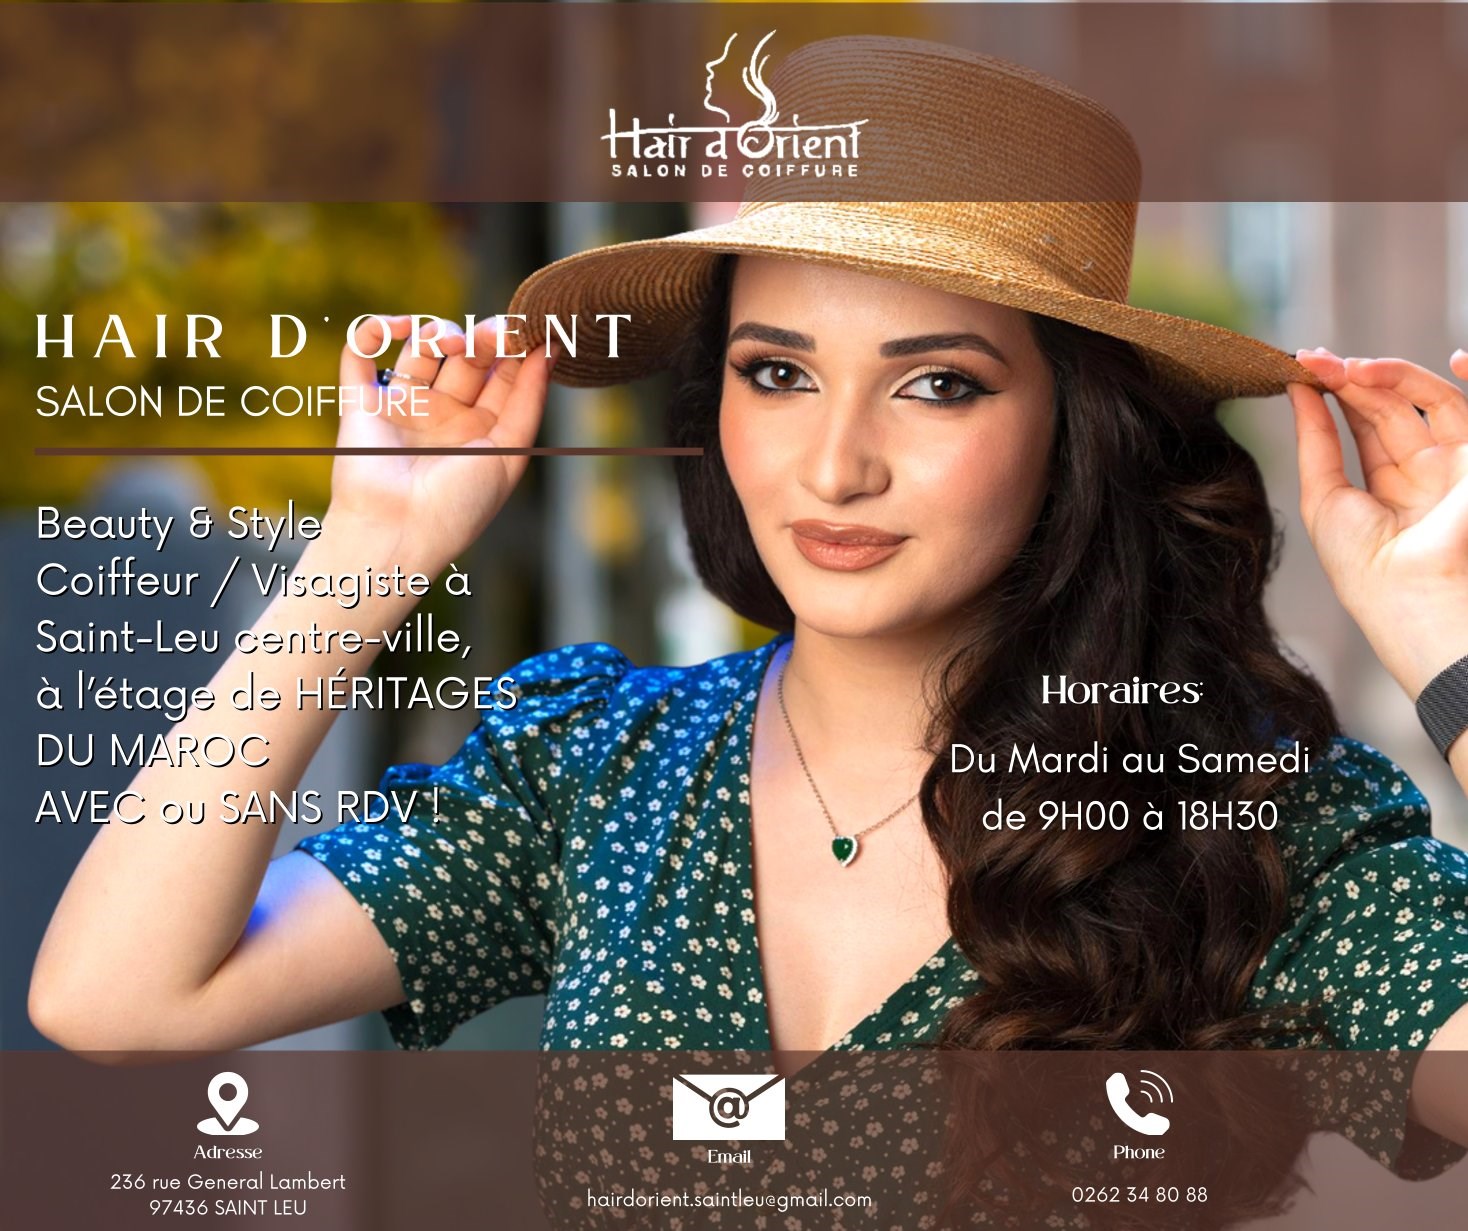 Hair d'Orient
SALON DE COIFFURE
HAIR D'ORIENT
SALON DE COIFFURE
Beauty & Style
Coiffeur / Visagiste à
Saint-Leu centre-ville,
à l'étage de HÉRITAGES
DU MAROC
AVEC ou SANS RDV !
Horaires:
Du Mardi au Samedi
de 9H00 à 18H30
Adresse
236 rue General Lambert
97436 SAINT LEU
@
Email
hairdorient.saintleu@gmail.com
Phone
0262 34 80 88